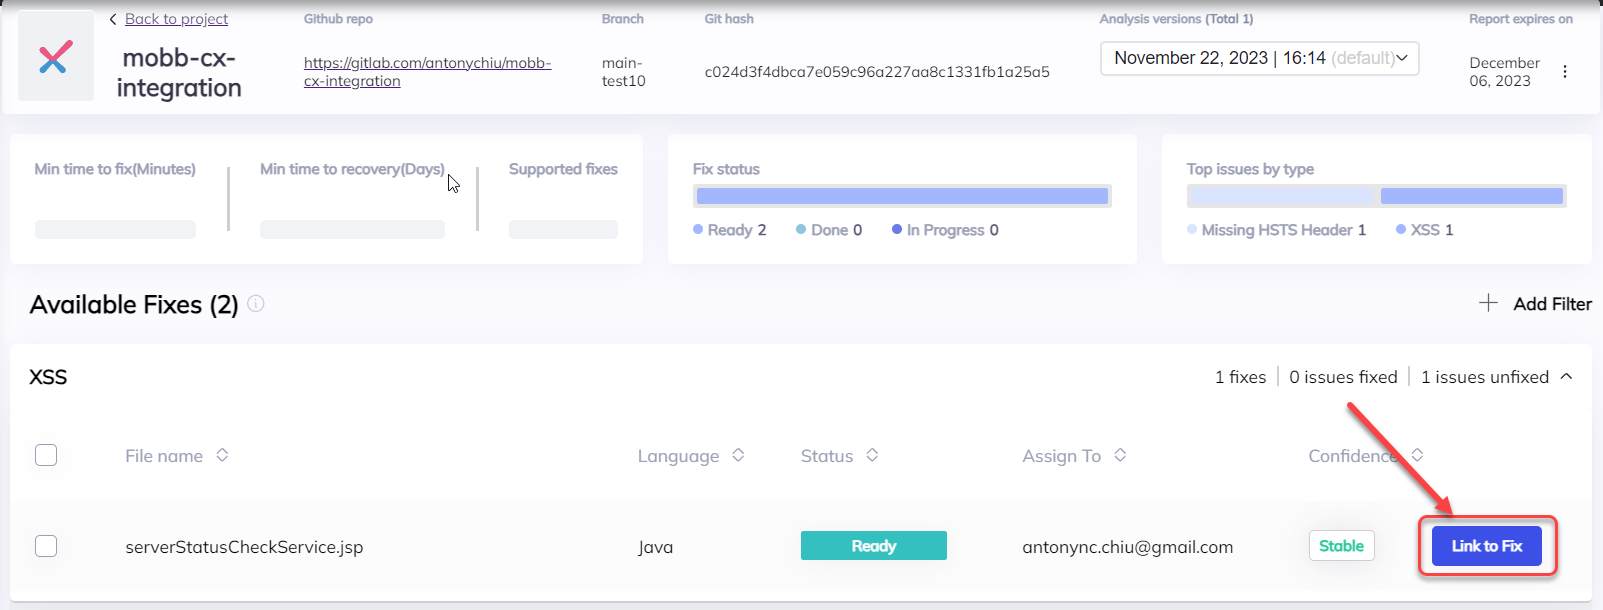 Back to project
mobb-cx-
integration
Github repo
https://gitlab.com/antonychiu/mobb-
cx-integration
Branch
main-
test10
Git hash
c024d3f4dbca7e059c96a227aa8c1331fb1a25a5
Analysis versions (Total 1)
November 22, 2023 | 16:14 (default)
Report expires on
December
06, 2023
Min time to fix(Minutes)
Min time to recovery(Days)
Supported fixes
Fix status
Ready 2
Done 0
In Progress 0
Top issues by type
Missing HSTS Header 1
XSS 1
Available Fixes (2)
Add Filter
XSS
1 fixes | 0 issues fixed | 1 issues unfixed
File name
Language
Status
Assign To
Confidence
serverStatusCheckService.jsp
Java
Ready
antonync.chiu@gmail.com
Stable
Link to Fix